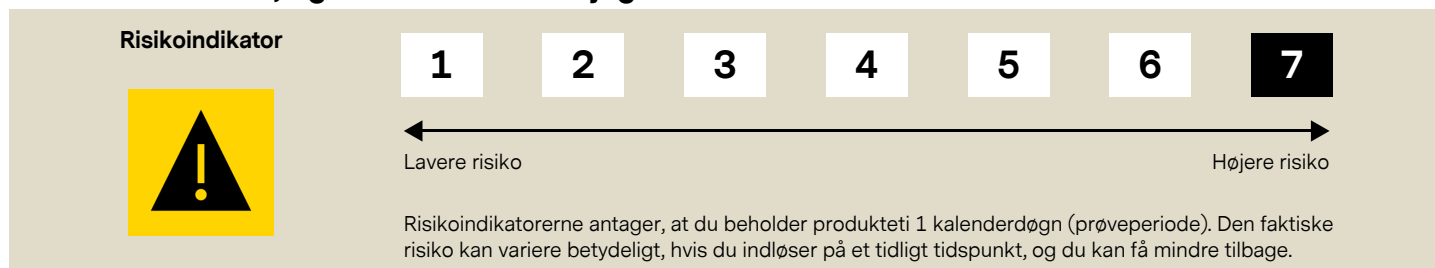 Risikoindikator
1 2 3 4 5 6 7
Lavere risiko Højere risiko
Risikoindikatorerne antager, at du beholder produkteti 1 kalenderdøgn (prøveperiode). Den faktiske
risiko kan variere betydeligt, hvis du indløser på et tidligt tidspunkt, og du kan få mindre tilbage.